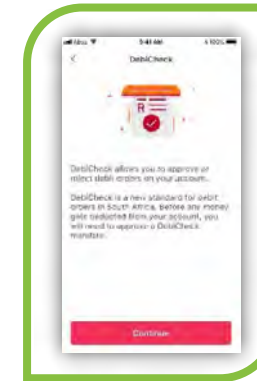 9:41 AM
100%
DebiCheck
R
DebiCheck allows you to approve or
reject debit orders on your account.
DebiCheck is a new standard for debit
orders in South Africa. Before any money
gets deducted from your account, you
will need to approve a DebiCheck
mandate.
Continue